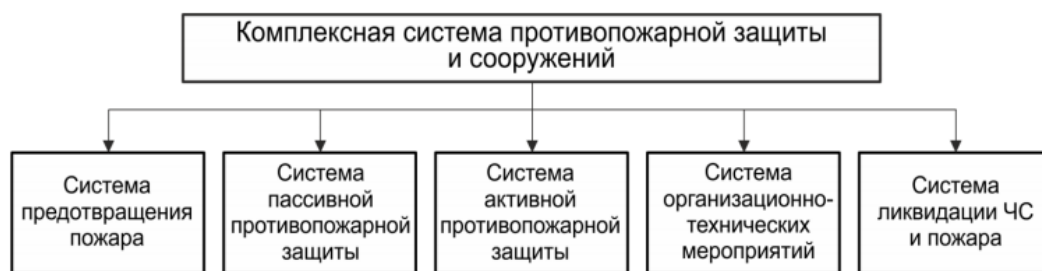 Комплексная система противопожарной защиты
и сооружений
Система
предотвращения
пожара
Система
пассивной
противопожарной
защиты
Система
активной
противопожарной
защиты
Система
организационно-
технических
мероприятий
Система
ликвидации ЧС
и пожара